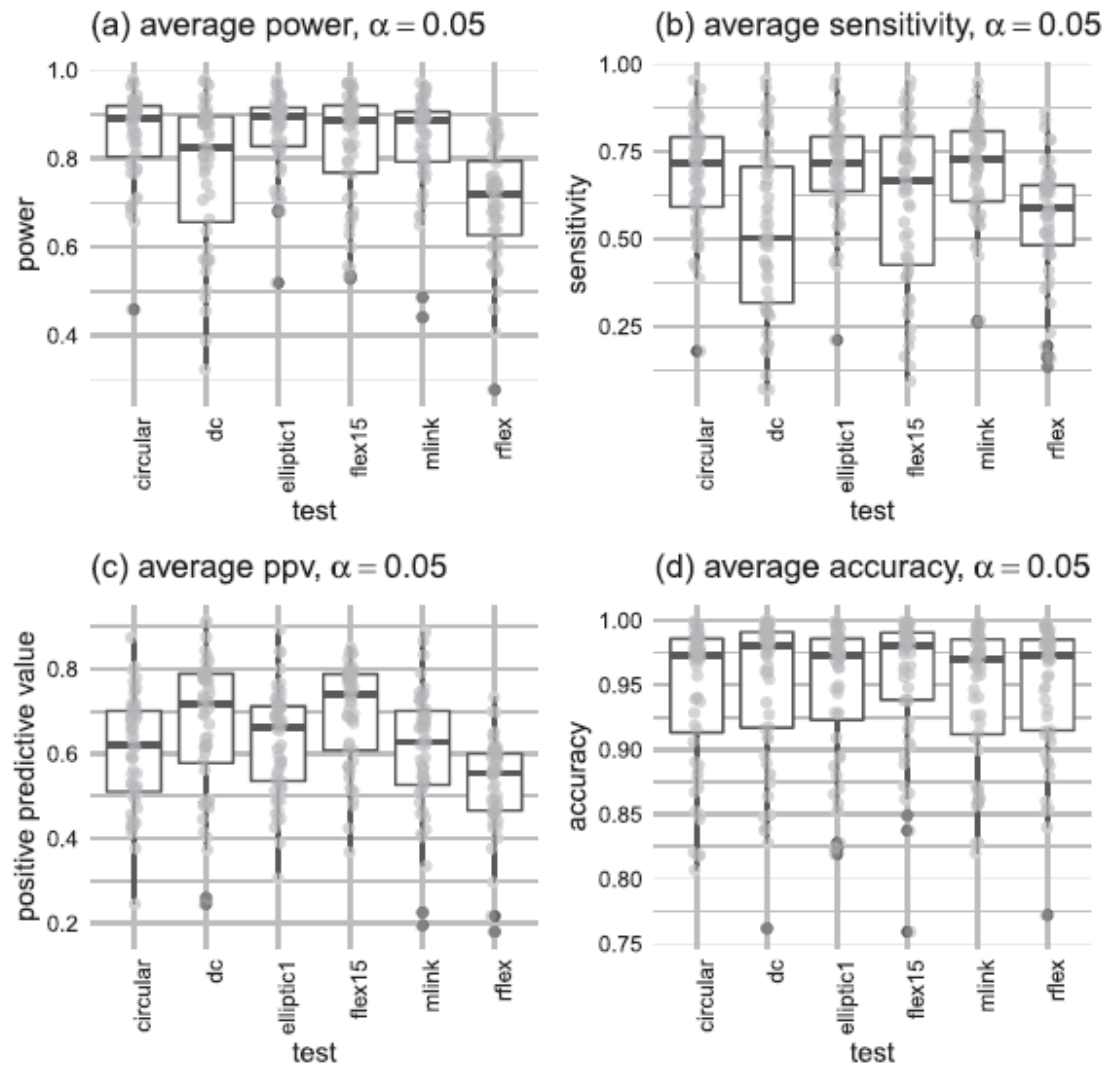 (a) average power, α = 0.05
power
1.0
0.8
0.6
0.4
circular
dc
elliptic1
flex15
mlink
rflex
test
(b) average sensitivity, α = 0.05
sensitivity
1.00
0.75
0.50
0.25
circular
dc
elliptic1
flex15
mlink
rflex
test
(c) average ppv, α = 0.05
positive predictive value
0.8
0.6
0.4
0.2
circular
dc
elliptic1
flex15
mlink
rflex
test
(d) average accuracy, α = 0.05
accuracy
1.00
0.95
0.90
0.85
0.80
0.75
circular
dc
elliptic1
flex15
mlink
rflex
test